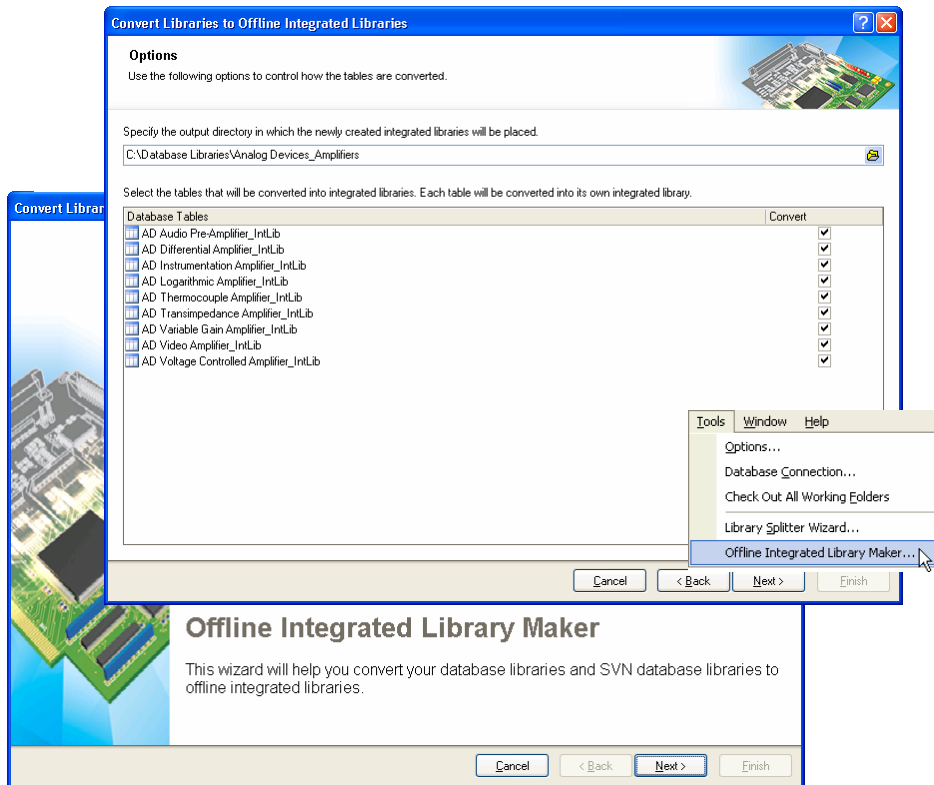 Convert Libraries to Offline Integrated Libraries
Options
Use the following options to control how the tables are converted.
Specify the output directory in which the newly created integrated libraries will be placed.
C:\Database Libraries\Analog Devices_Amplifiers
Select the tables that will be converted into integrated libraries. Each table will be converted into its own integrated library.
Database Tables Convert
AD Audio Pre-Amplifier_IntLib
AD Differential Amplifier_IntLib
AD Instrumentation Amplifier_IntLib
AD Logarithmic Amplifier_IntLib
AD Thermocouple Amplifier_IntLib
AD Transimpedance Amplifier_IntLib
AD Variable Gain Amplifier_IntLib
AD Video Amplifier_IntLib
AD Voltage Controlled Amplifier_IntLib
Cancel < Back Next > Finish
Tools Window Help
Options...
Database Connection...
Check Out All Working Folders
Library Splitter Wizard...
Offline Integrated Library Maker...
Convert Librar
Offline Integrated Library Maker
This wizard will help you convert your database libraries and SVN database libraries to
offline integrated libraries.
Cancel < Back Next > Finish